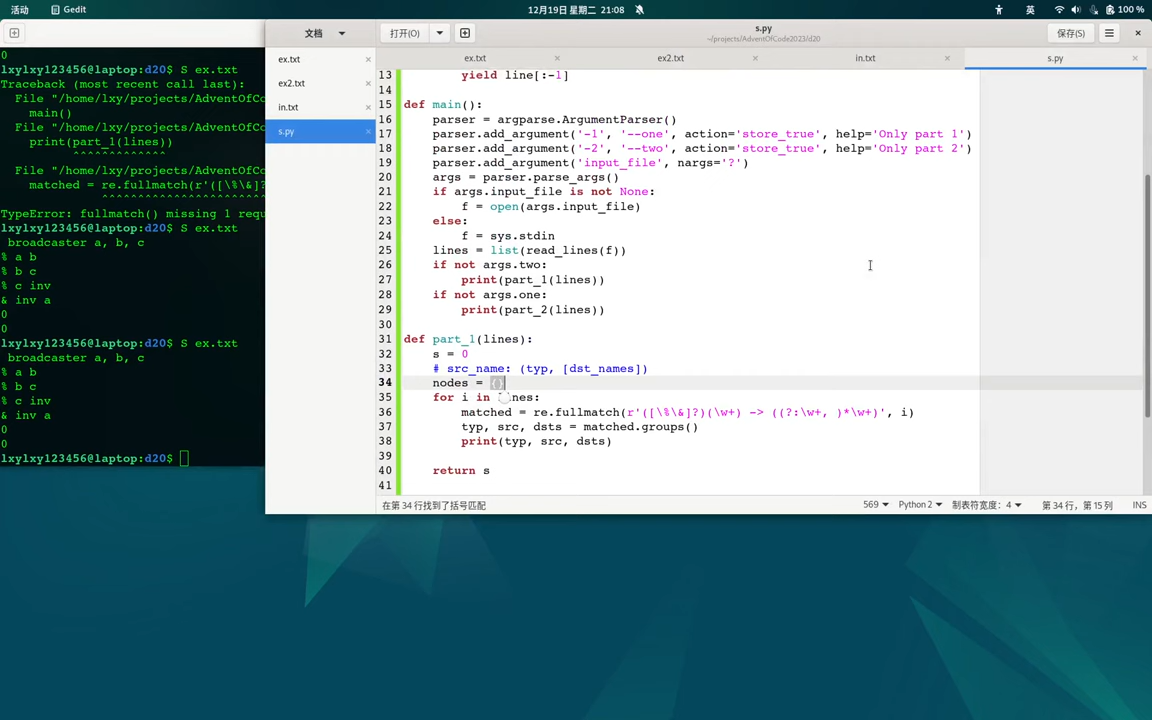 活动 Gedit 12月19日 星期二 21:08 英 100 %
0
lxylxy123456@laptop:d20$ S ex.txt
Traceback (most recent call last):
File "/home/lxy/projects/AdventOfCo
main()
File "/home/lxy/projects/AdventOfCo
print(part_1(lines))
^^^^^^^^^^^^^
File "/home/lxy/projects/AdventOfCo
matched = re.fullmatch(r'([\%\&]?
TypeError: fullmatch() missing 1 requ
lxylxy123456@laptop:d20$ S ex.txt
broadcaster a, b, c
% a b
% b c
% c inv
& inv a
0
0
lxylxy123456@laptop:d20$ S ex.txt
broadcaster a, b, c
% a b
% b c
% c inv
& inv a
0
0
lxylxy123456@laptop:d20$
文档
ex.txt
ex2.txt
in.txt
s.py
打开(O)
s.py
~/projects/AdventOfCode2023/d20
保存(S)
ex.txt ex2.txt in.txt s.py
13 yield line[:-1]
14
15 def main():
16 parser = argparse.ArgumentParser()
17 parser.add_argument('-1', '--one', action='store_true', help='Only part 1')
18 parser.add_argument('-2', '--two', action='store_true', help='Only part 2')
19 parser.add_argument('input_file', nargs='?')
20 args = parser.parse_args()
21 if args.input_file is not None:
22 f = open(args.input_file)
23 else:
24 f = sys.stdin
25 lines = list(read_lines(f))
26 if not args.two:
27 print(part_1(lines))
28 if not args.one:
29 print(part_2(lines))
30
31 def part_1(lines):
32 s = 0
33 # src_name: (typ, [dst_names])
34 nodes = {}
35 for i in lines:
36 matched = re.fullmatch(r'([\%\&]?)(\w+) -> ((?:\w+, )*\w+)', i)
37 typ, src, dsts = matched.groups()
38 print(typ, src, dsts)
39
40 return s
41
在第 34 行找到了括号匹配 569 Python 2 制表符宽度：4 第 34 行，第 15 列 INS